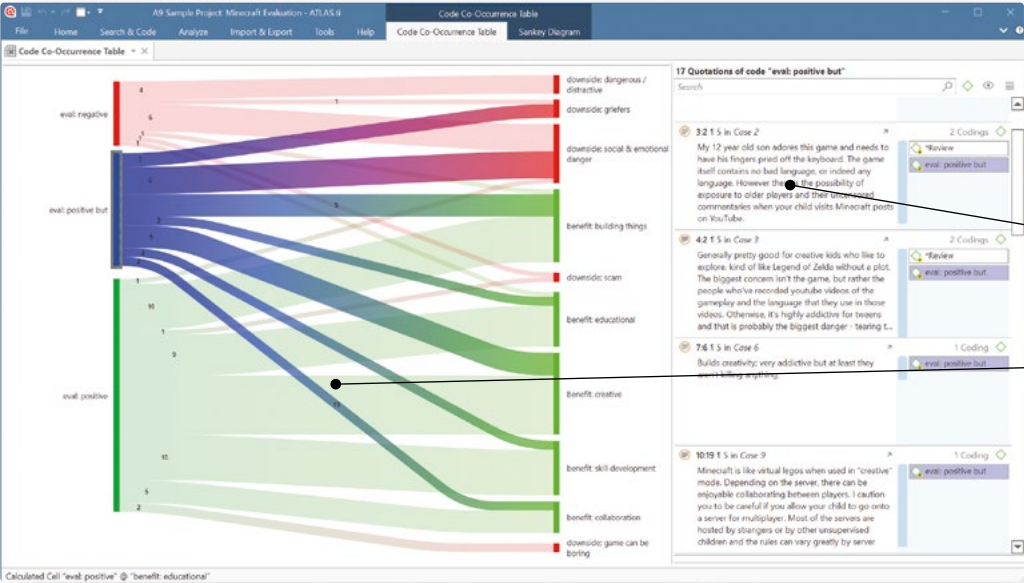 A9 Sample Project: Minecraft Evaluation - ATLAS.ti
Code Co-Occurrence Table
File Home Search & Code Analyze Import & Export Tools Help Code Co-Occurrence Table Sankey Diagram
Code Co-Occurrence Table
eval: negative
eval: positive but
eval: positive
4
1
6
1
5
1
10
1
9
10
5
2
downside: dangerous / distractive
downside: griefers
downside: social & emotional danger
benefit: building things
downside: scam
benefit: educational
benefit: creative
benefit: skill development
benefit: collaboration
downside: game can be boring
17 Quotations of code "eval: positive but"
Search
3:2 ¶ 5 in Case 2
2 Codings
My 12 year old son adores this game and needs to
have his fingers pried off the keyboard. The game
itself contains no bad language, or indeed any
language. However the the possibility of
exposure to older players and their uncensored
commentaries when your child visits Minecraft posts
on YouTube.
*Review
eval: positive but
4:2 ¶ 5 in Case 3
2 Codings
Generally pretty good for creative kids who like to
explore, kind of like Legend of Zelda without a plot.
The biggest concern isn't the game, but rather the
people who've recorded youtube videos of the
gameplay and the language that they use in those
videos. Otherwise, it's highly addictive for tweens
and that is probably the biggest danger - tearing t...
*Review
eval: positive but
7:6 ¶ 5 in Case 6
1 Coding
Builds creativity; very addictive but at least they
aren't killing anything.
eval: positive but
10:19 ¶ 5 in Case 9
1 Coding
Minecraft is like virtual legos when used in "creative"
mode. Depending on the server, there can be
enjoyable collaborating between players. I caution
you to be careful if you allow your child to go onto
a server for multiplayer. Most of the servers are
hosted by strangers or by other unsupervised
children and the rules can vary greatly by server
eval: positive but
Calculated Cell "eval: positive" @ "benefit: educational"